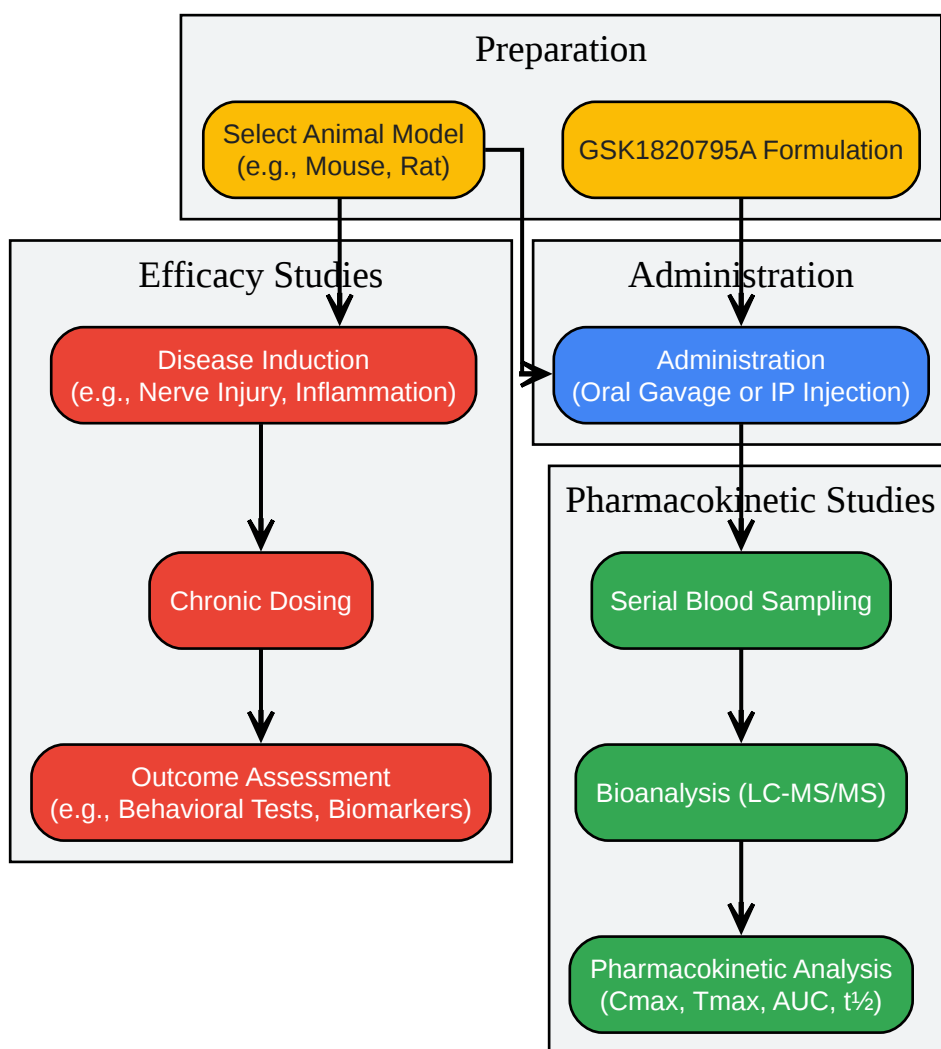 Preparation
Select Animal Model
(e.g., Mouse, Rat)
GSK1820795A Formulation
Efficacy Studies
Disease Induction
(e.g., Nerve Injury, Inflammation)
Chronic Dosing
Outcome Assessment
(e.g., Behavioral Tests, Biomarkers)
Administration
Administration
(Oral Gavage or IP Injection)
Pharmacokinetic Studies
Serial Blood Sampling
Bioanalysis (LC-MS/MS)
Pharmacokinetic Analysis
(Cmax, Tmax, AUC, t½)